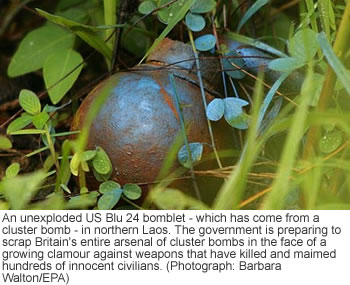 An unexploded US Blu 24 bomblet - which has come from a
cluster bomb - in northern Laos. The government is preparing to
scrap Britain's entire arsenal of cluster bombs in the face of a
growing clamour against weapons that have killed and maimed
hundreds of innocent civilians. (Photograph: Barbara
Walton/EPA)